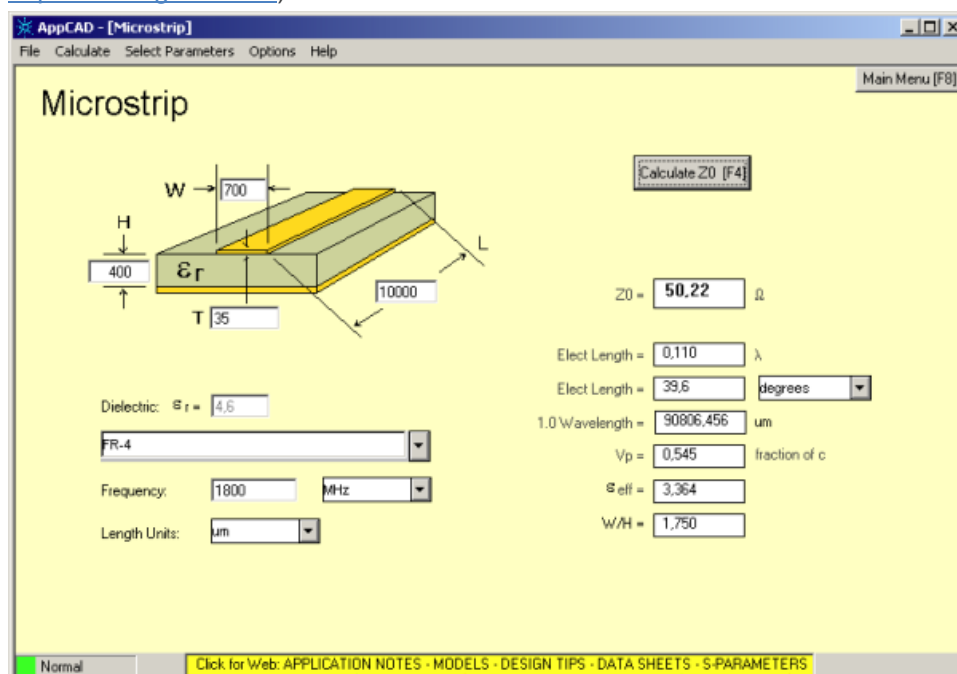 AppCAD - [Microstrip]
File Calculate Select Parameters Options Help
Main Menu [F8]
Microstrip
Calculate Z0 [F4]
W 700
H
400
εr
L
10000
T 35
Z0 = 50,22 Ω
Elect Length = 0,110 λ
Elect Length = 39,6 degrees
1.0 Wavelength = 90806,456 um
Vp = 0,545 fraction of c
εeff = 3,364
W/H = 1,750
Dielectric: εr = 4,6
FR-4
Frequency: 1800 MHz
Length Units: um
Normal
Click for Web: APPLICATION NOTES - MODELS - DESIGN TIPS - DATA SHEETS - S-PARAMETERS